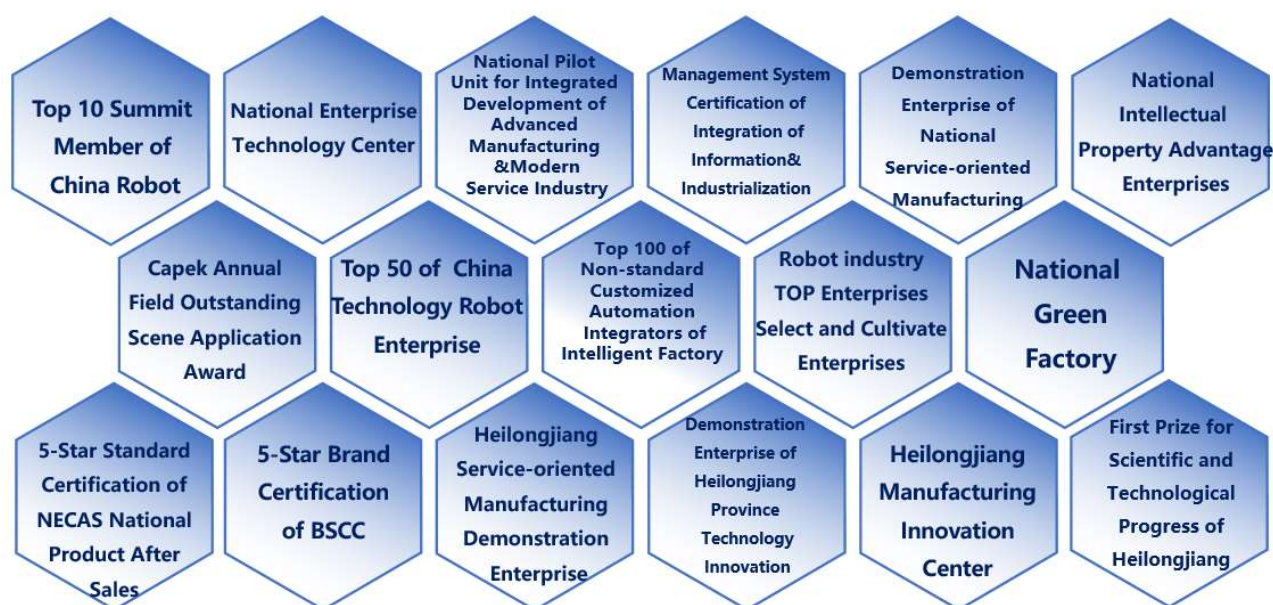 Top 10 Summit
Member of
China Robot
National Enterprise
Technology Center
National Pilot
Unit for Integrated
Development of
Advanced
Manufacturing
&Modern
Service Industry
Management System
Certification of
Integration of
Information&
Industrialization
Demonstration
Enterprise of
National
Service-oriented
Manufacturing
National
Intellectual
Property Advantage
Enterprises
Capek Annual
Field Outstanding
Scene Application
Award
Top 50 of China
Technology Robot
Enterprise
Top 100 of
Non-standard
Customized
Automation
Integrators of
Intelligent Factory
Robot industry
TOP Enterprises
Select and Cultivate
Enterprises
National
Green
Factory
5-Star Standard
Certification of
NECAS National
Product After
Sales
5-Star Brand
Certification
of BSCC
Heilongjiang
Service-oriented
Manufacturing
Demonstration
Enterprise
Demonstration
Enterprise of
Heilongjiang
Province
Technology
Innovation
Heilongjiang
Manufacturing
Innovation
Center
First Prize for
Scientific and
Technological
Progress of
Heilongjiang